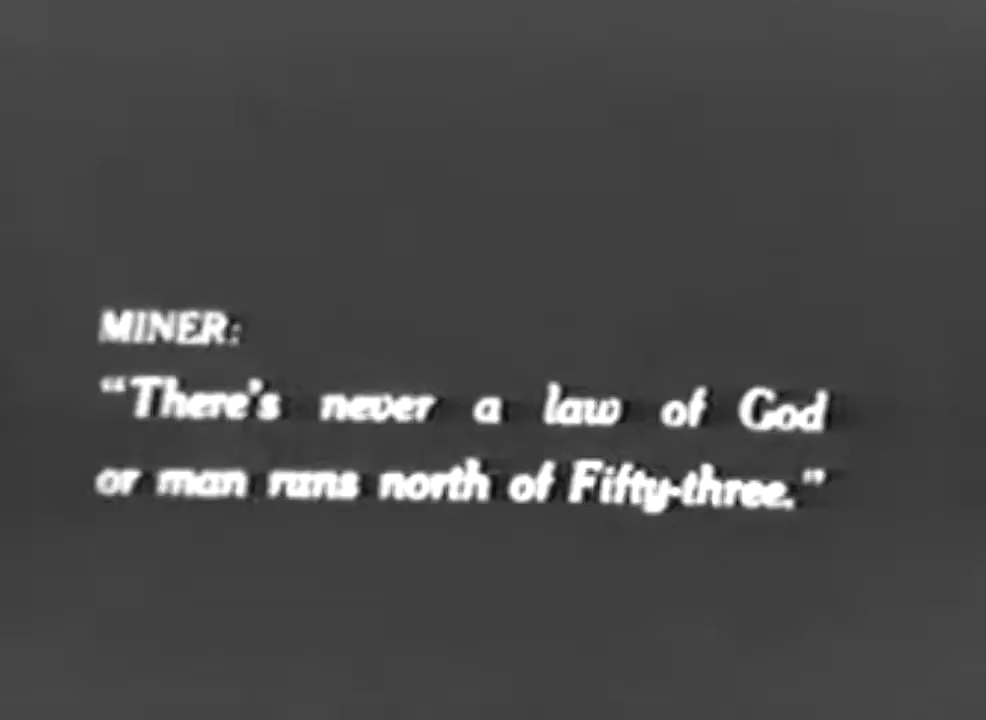 MINER:
“There's never a law of God
or man runs north of Fifty-three.”